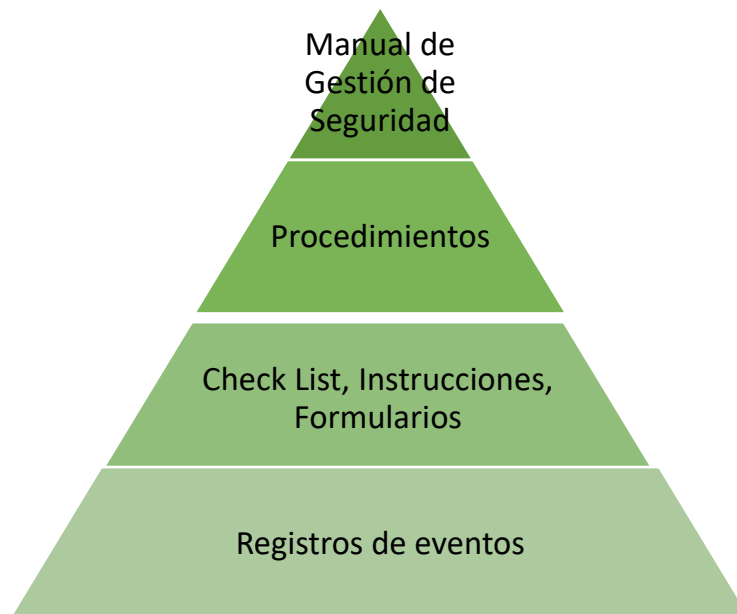 Manual de
Gestión de
Seguridad
Procedimientos
Check List, Instrucciones,
Formularios
Registros de eventos